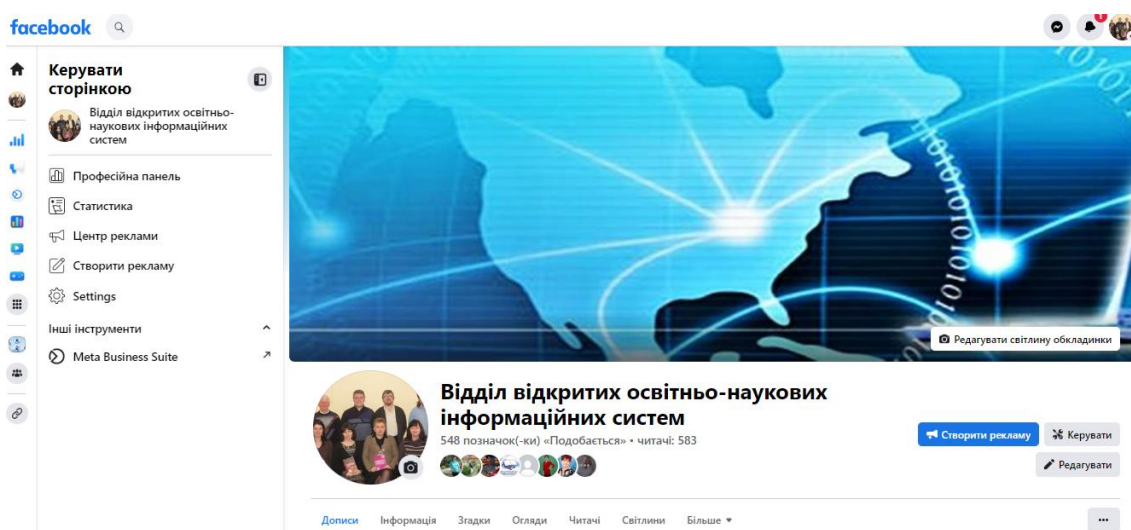 facebook
1
Керувати
сторінкою
Відділ відкритих освітньо-
наукових інформаційних
систем
Професійна панель
Статистика
Центр реклами
Створити рекламу
Settings
Інші інструменти
Meta Business Suite
Редагувати світлину обкладинки
Відділ відкритих освітньо-наукових
інформаційних систем
548 позначок(-ки) «Подобається» • читачі: 583
Створити рекламу
Керувати
Редагувати
Дописи Інформація Згадки Огляди Читачі Світлини Більше